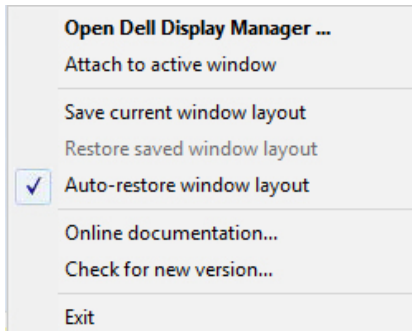 Open Dell Display Manager ...
Attach to active window
Save current window layout
Restore saved window layout
Auto-restore window layout
Online documentation...
Check for new version...
Exit